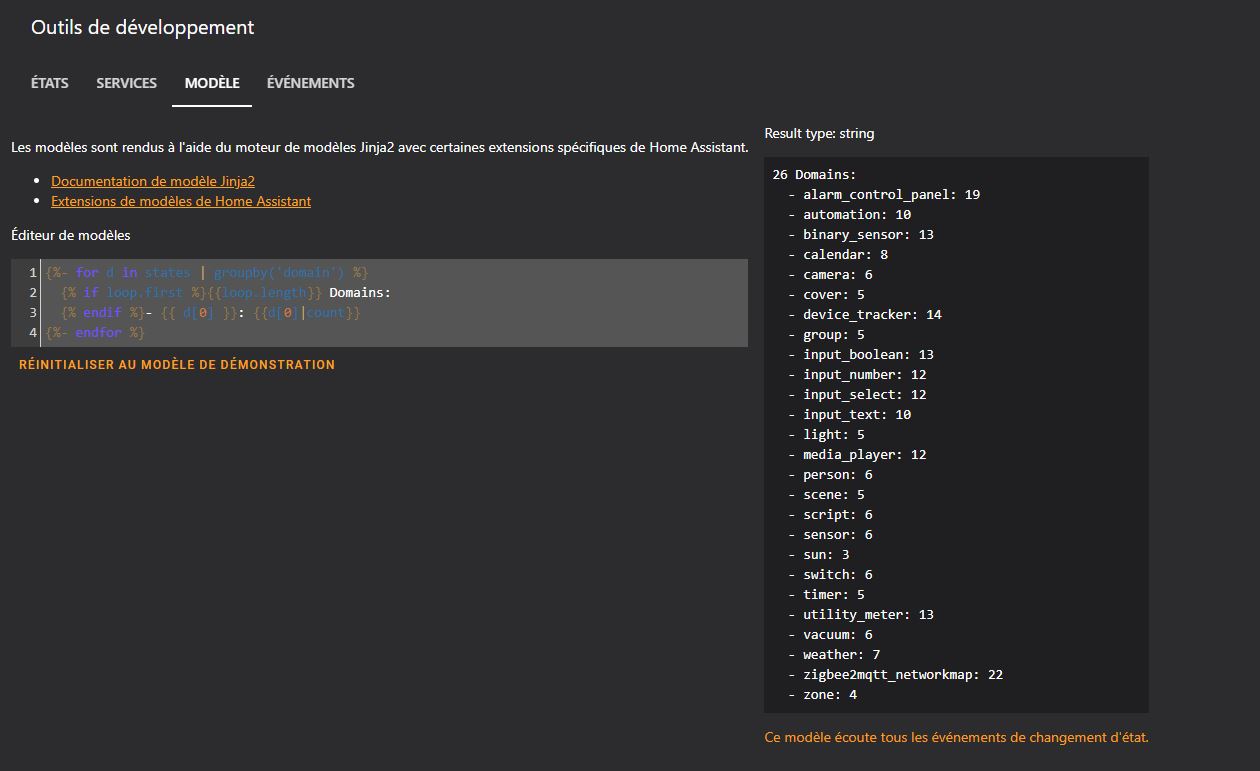 Outils de développement
ÉTATS SERVICES MODÈLE ÉVÉNEMENTS
Les modèles sont rendus à l'aide du moteur de modèles Jinja2 avec certaines extensions spécifiques de Home Assistant.
Documentation de modèle Jinja2
Extensions de modèles de Home Assistant
Éditeur de modèles
1 {%- for d in states | groupby('domain') %}
2 {% if loop.first %}{{loop.length}} Domains:
3 {% endif %}- {{ d[0] }}: {{d[0]|count}}
4 {%- endfor %}
RÉINITIALISER AU MODÈLE DE DÉMONSTRATION
Result type: string
26 Domains:
- alarm_control_panel: 19
- automation: 10
- binary_sensor: 13
- calendar: 8
- camera: 6
- cover: 5
- device_tracker: 14
- group: 5
- input_boolean: 13
- input_number: 12
- input_select: 12
- input_text: 10
- light: 5
- media_player: 12
- person: 6
- scene: 5
- script: 6
- sensor: 6
- sun: 3
- switch: 6
- timer: 5
- utility_meter: 13
- vacuum: 6
- weather: 7
- zigbee2mqtt_networkmap: 22
- zone: 4
Ce modèle écoute tous les événements de changement d'état.